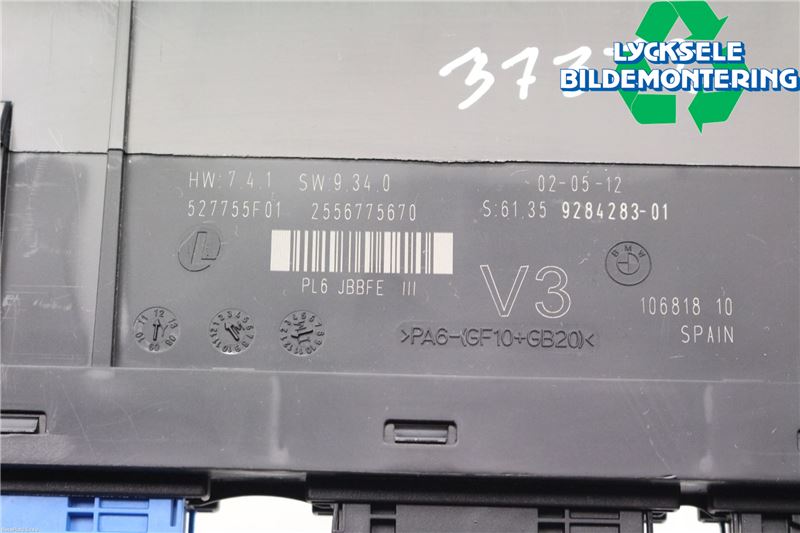 LYCKSELE
BILDEMONTERING
HW: 7.4.1 SW:9.34.0 02-05-12
527755F01 2556775670 S:61.35 9284283-01
PL6 JBBFE III
V3
BMW
106818 10
SPAIN
>PA6-(GF10+GB20)<